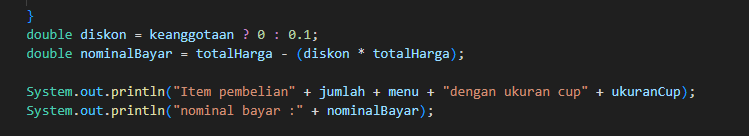 }
double diskon = keanggotaan ? 0 : 0.1;
double nominalBayar = totalHarga - (diskon * totalHarga);
System.out.println("Item pembelian" + jumlah + menu + "dengan ukuran cup" + ukuranCup);
System.out.println("nominal bayar :" + nominalBayar);